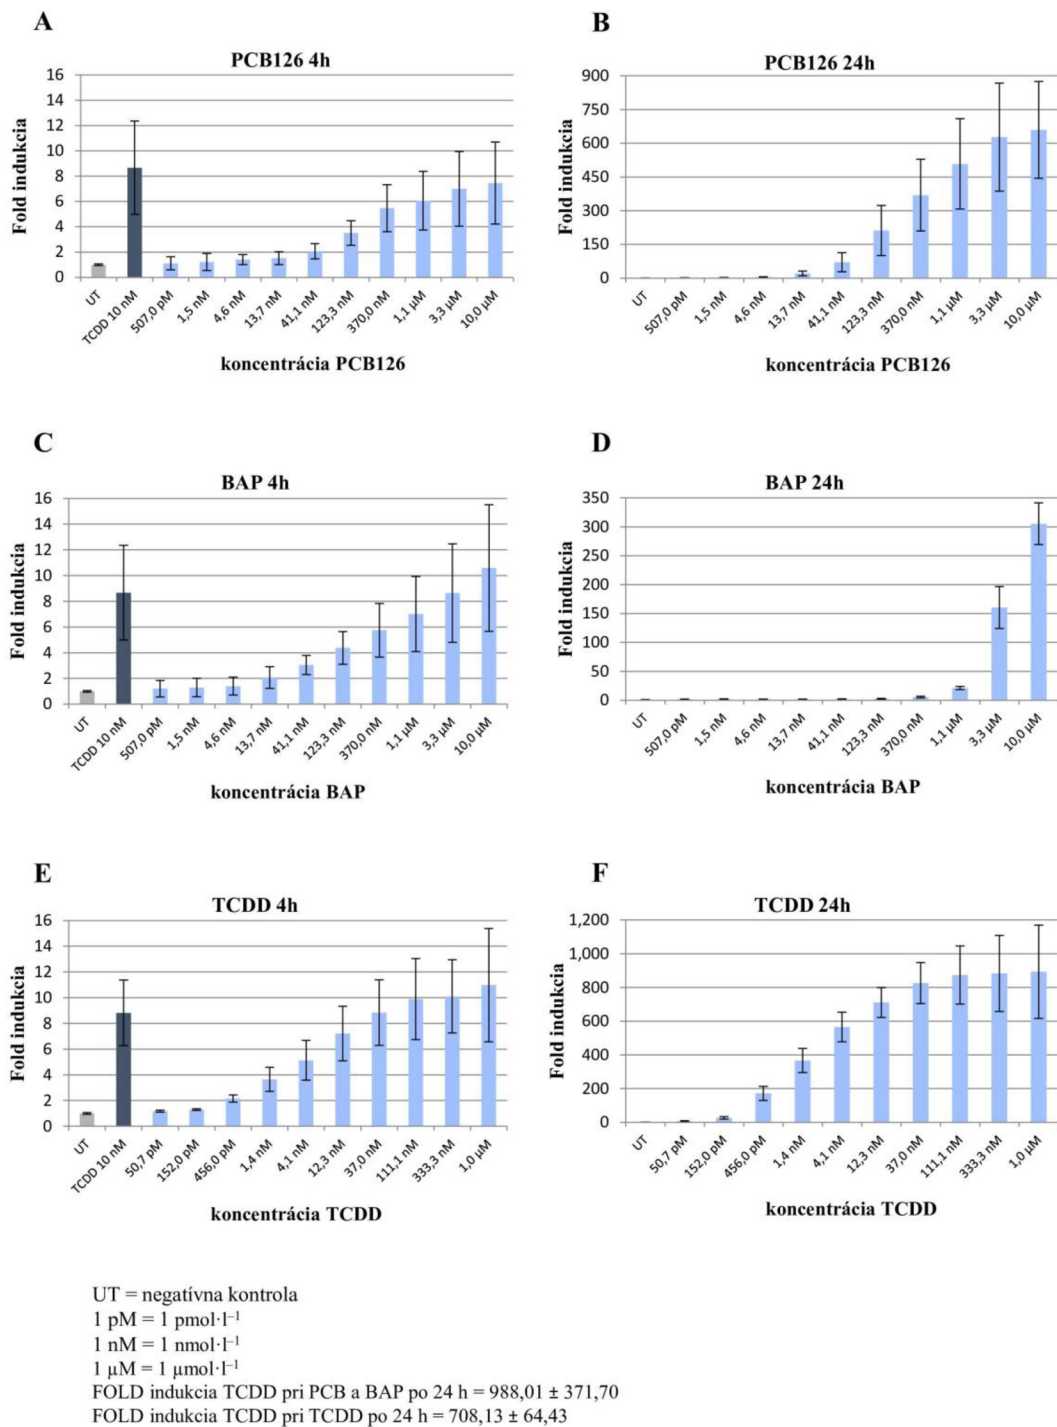 A
PCB126 4h
Fold indukcia
16
14
12
10
8
6
4
2
0
UT
TCDD 10 nM
507,0 pM
1,5 nM
4,6 nM
13,7 nM
41,1 nM
123,3 nM
370,0 nM
1,1 µM
3,3 µM
10,0 µM
koncentrácia PCB126
B
PCB126 24h
Fold indukcia
900
750
600
450
300
150
0
UT
507,0 pM
1,5 nM
4,6 nM
13,7 nM
41,1 nM
123,3 nM
370,0 nM
1,1 µM
3,3 µM
10,0 µM
koncentrácia PCB126
C
BAP 4h
Fold indukcia
16
14
12
10
8
6
4
2
0
UT
TCDD 10 nM
507,0 pM
1,5 nM
4,6 nM
13,7 nM
41,1 nM
123,3 nM
370,0 nM
1,1 µM
3,3 µM
10,0 µM
koncentrácia BAP
D
BAP 24h
Fold indukcia
350
300
250
200
150
100
50
0
UT
507,0 pM
1,5 nM
4,6 nM
13,7 nM
41,1 nM
123,3 nM
370,0 nM
1,1 µM
3,3 µM
10,0 µM
koncentrácia BAP
E
TCDD 4h
Fold indukcia
16
14
12
10
8
6
4
2
0
UT
TCDD 10 nM
50,7 pM
152,0 pM
456,0 pM
1,4 nM
4,1 nM
12,3 nM
37,0 nM
111,1 nM
333,3 nM
1,0 µM
koncentrácia TCDD
F
TCDD 24h
Fold indukcia
1,200
1,000
800
600
400
200
0
UT
50,7 pM
152,0 pM
456,0 pM
1,4 nM
4,1 nM
12,3 nM
37,0 nM
111,1 nM
333,3 nM
1,0 µM
koncentrácia TCDD
UT = negatívna kontrola
1 pM = 1 pmol·l⁻¹
1 nM = 1 nmol·l⁻¹
1 µM = 1 µmol·l⁻¹
FOLD indukcia TCDD pri PCB a BAP po 24 h = 988,01 ± 371,70
FOLD indukcia TCDD pri TCDD po 24 h = 708,13 ± 64,43